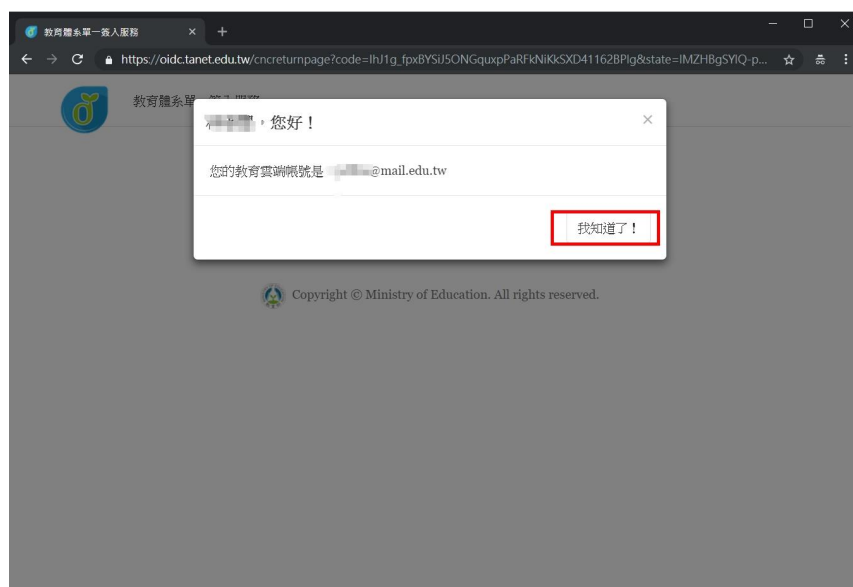 教育體系單一簽入服務
https://oidc.tanet.edu.tw/cncreturnpage?code=IhJ1g_fpxBYSiJ5ONGquxpPaRFkNiKkSXD41162BPIg&state=IMZHBgSYIQ-p...
教育體系單一簽入服務
，您好！
您的教育雲端帳號是 @mail.edu.tw
我知道了！
Copyright © Ministry of Education. All rights reserved.